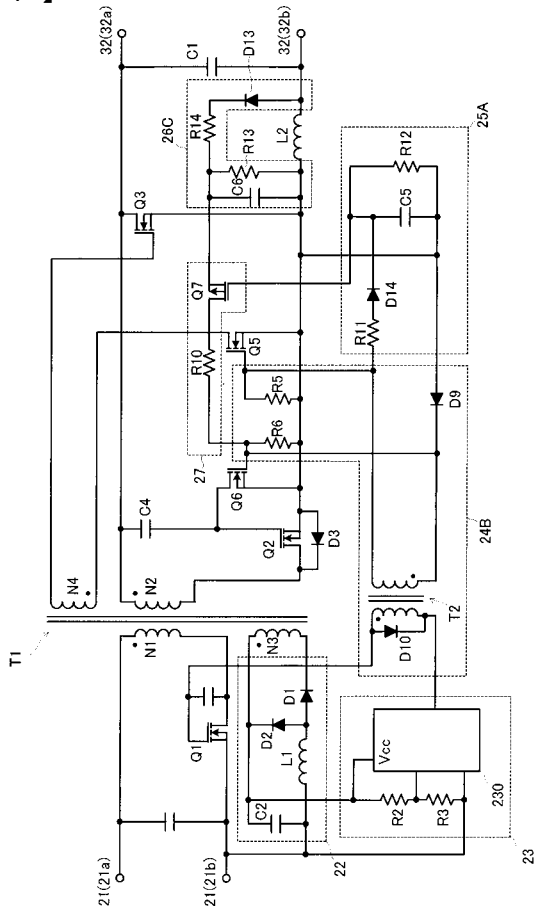 32(32a)
32(32b)
C1
D13
26C
R14
R13
L2
C6
25A
R12
Q3
C5
Q7
D14
R11
R10
Q5
R5
R6
27
Q6
D9
C4
Q2
D3
24B
N4
N2
T1
N1
N3
T2
D10
Q1
D1
D2
L1
Vcc
C2
R2
R3
230
22
23
21(21a)
21(21b)